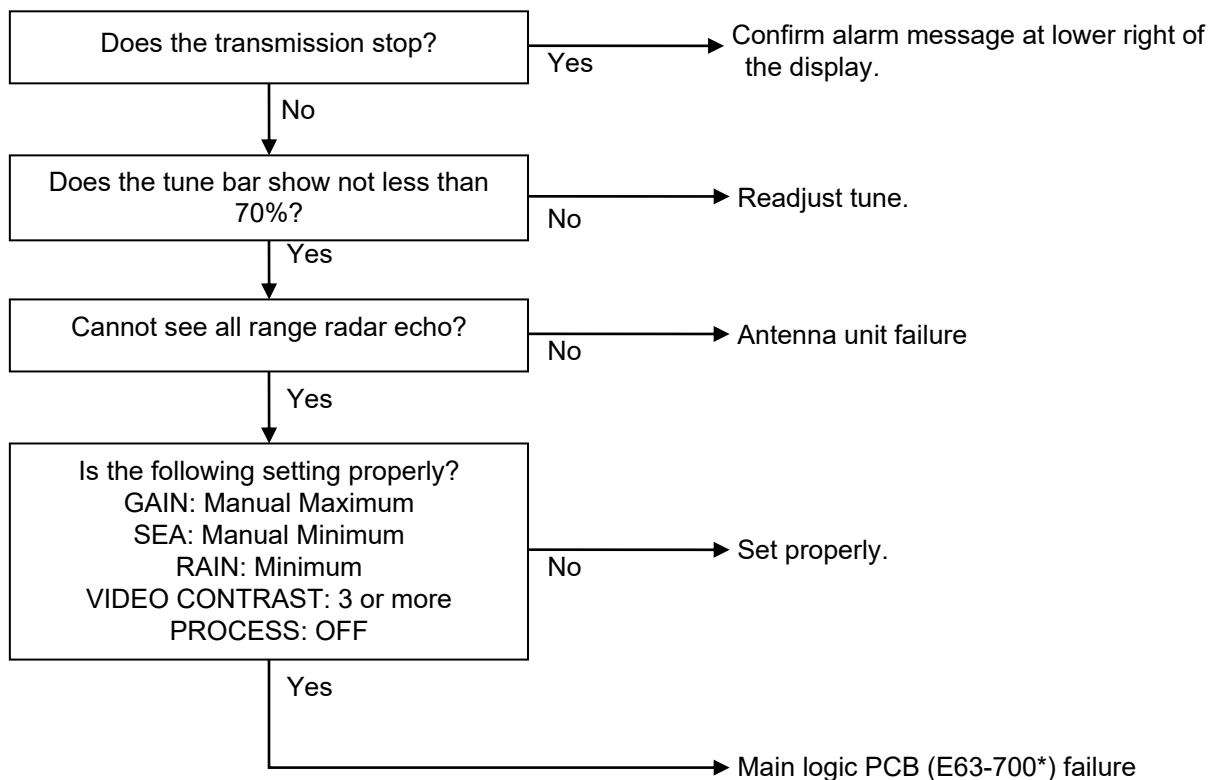 Does the transmission stop?
Yes
Confirm alarm message at lower right of
the display.
No
Does the tune bar show not less than
70%?
No
Readjust tune.
Yes
Cannot see all range radar echo?
No
Antenna unit failure
Yes
Is the following setting properly?
GAIN: Manual Maximum
SEA: Manual Minimum
RAIN: Minimum
VIDEO CONTRAST: 3 or more
PROCESS: OFF
No
Set properly.
Yes
Main logic PCB (E63-700*) failure